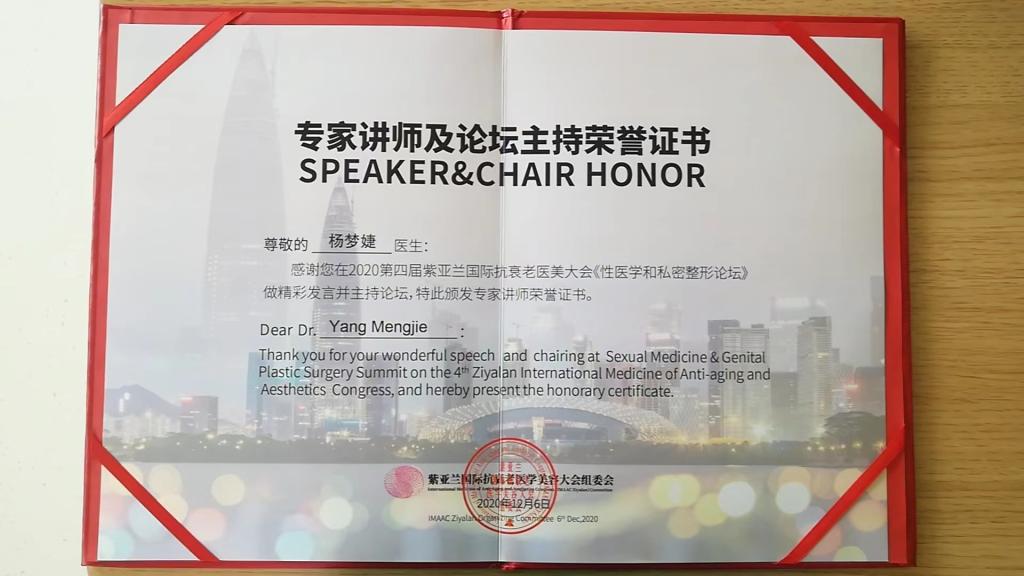 专家讲师及论坛主持荣誉证书
SPEAKER&CHAIR HONOR
尊敬的 杨梦婕 医生:
感谢您在2020第四届紫亚兰国际抗衰老医美大会《性医学和私密整形论坛》
做精彩发言并主持论坛,特此颁发专家讲师荣誉证书。
Dear Dr. Yang Mengjie :
Thank you for your wonderful speech and chairing at Sexual Medicine & Genital
Plastic Surgery Summit on the 4th Ziyalan International Medicine of Anti-aging and
Aesthetics Congress, and hereby present the honorary certificate.
紫亚兰国际抗衰老医学美容大会组委会
2020年12月6日
IMAAC Ziyalan Organizing Committee 6th Dec,2020